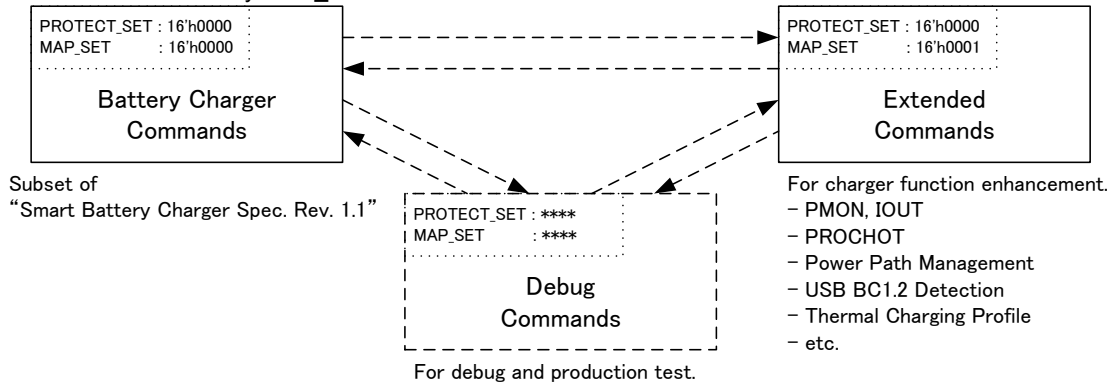 PROTECT_SET : 16'h0000
MAP_SET : 16'h0000
Battery Charger
Commands
Subset of
“Smart Battery Charger Spec. Rev. 1.1”
PROTECT_SET : 16'h0000
MAP_SET : 16'h0001
Extended
Commands
For charger function enhancement.
- PMON, IOUT
- PROCHOT
- Power Path Management
- USB BC1.2 Detection
- Thermal Charging Profile
- etc.
PROTECT_SET : ****
MAP_SET : ****
Debug
Commands
For debug and production test.